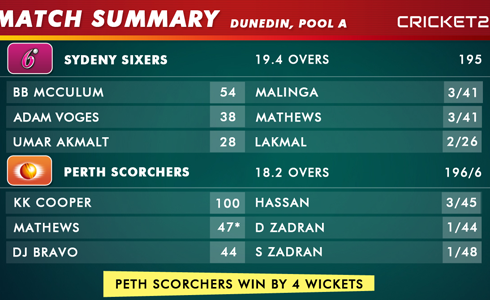 MATCH SUMMARY DUNEDIN, POOL A CRICKET2
6 SYDENY SIXERS 19.4 OVERS 195
BB MCCULUM 54 MALINGA 3/41
ADAM VOGES 38 MATHEWS 3/41
UMAR AKMALT 28 LAKMAL 2/26
PERTH SCORCHERS 18.2 OVERS 196/6
KK COOPER 100 HASSAN 3/45
MATHEWS 47* D ZADRAN 1/44
DJ BRAVO 44 S ZADRAN 1/48
PETH SCORCHERS WIN BY 4 WICKETS